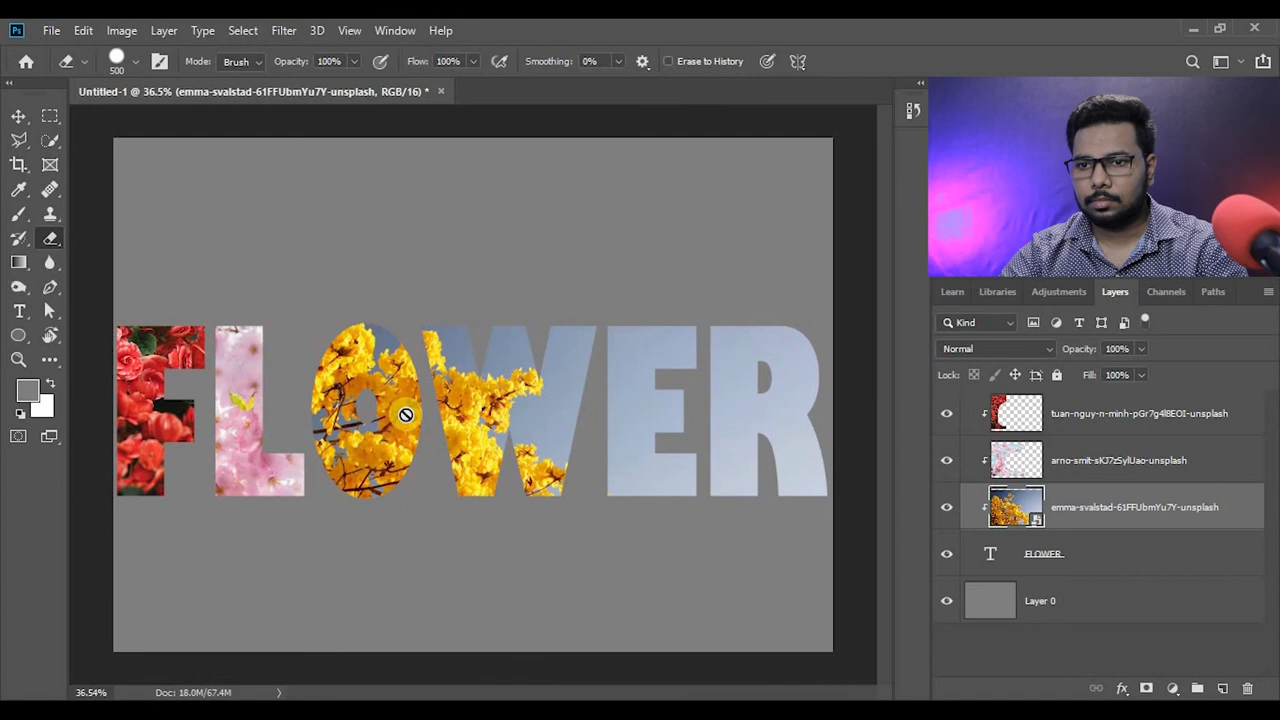 Ps File Edit Image Layer Type Select Filter 3D View Window Help
500 Mode: Brush Opacity: 100% Flow: 100% Smoothing: 0% Erase to History
Untitled-1 @ 36.5% (emma-svalstad-61FFUbmYu7Y-unsplash, RGB/16) *
FLOWER
Learn Libraries Adjustments Layers Channels Paths
Kind
Normal Opacity: 100%
Lock: Fill: 100%
tuan-nguy-n-minh-pGr7g4l8EOI-unsplash
arno-smit-sKJ7zSylUao-unsplash
emma-svalstad-61FFUbmYu7Y-unsplash
T FLOWER
Layer 0
36.54% Doc: 18.0M/67.4M
fx